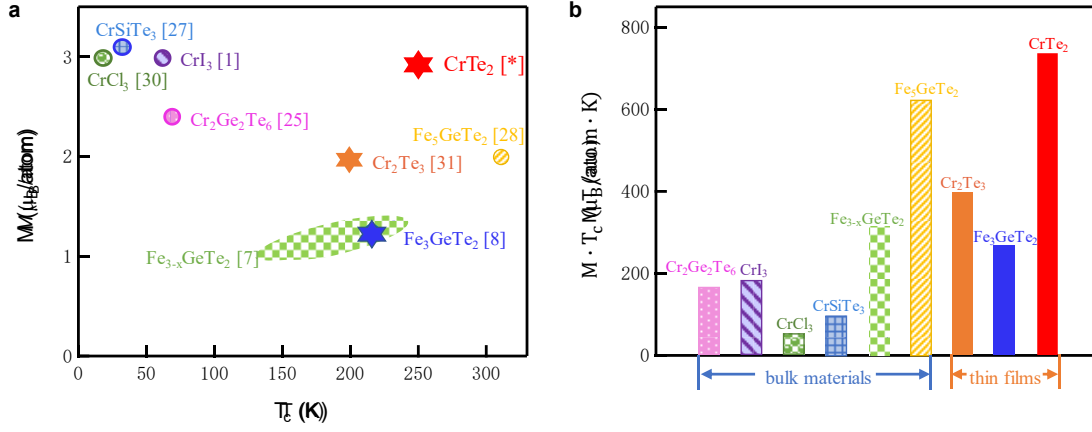 a
CrSiTe3 [27]
CrI3 [1]
CrCl3 [30]
CrTe2 [*]
Cr2Ge2Te6 [25]
Fe5GeTe2 [28]
Cr2Te3 [31]
Fe3-xGeTe2 [7]
Fe3GeTe2 [8]
3
2
1
0
0 50 100 150 200 250 300
Tc (K)
M (μB/atom)
b
CrTe2
Fe5GeTe2
Cr2Te3
Fe3-xGeTe2
Fe3GeTe2
Cr2Ge2Te6
CrI3
CrSiTe3
CrCl3
800
600
400
200
0
M · Tc (μB/atom · K)
bulk materials
thin films